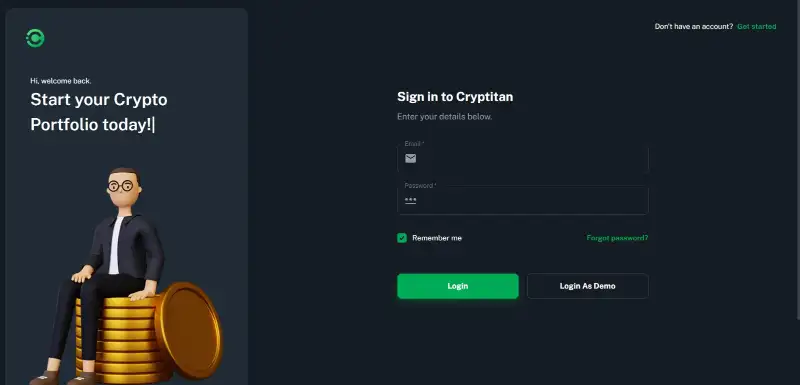 Don't have an account? Get started
Hi, welcome back.
Start your Crypto
Portfolio today!|
Sign in to Cryptitan
Enter your details below.
Email *
Password *
Remember me
Forgot password?
Login
Login As Demo